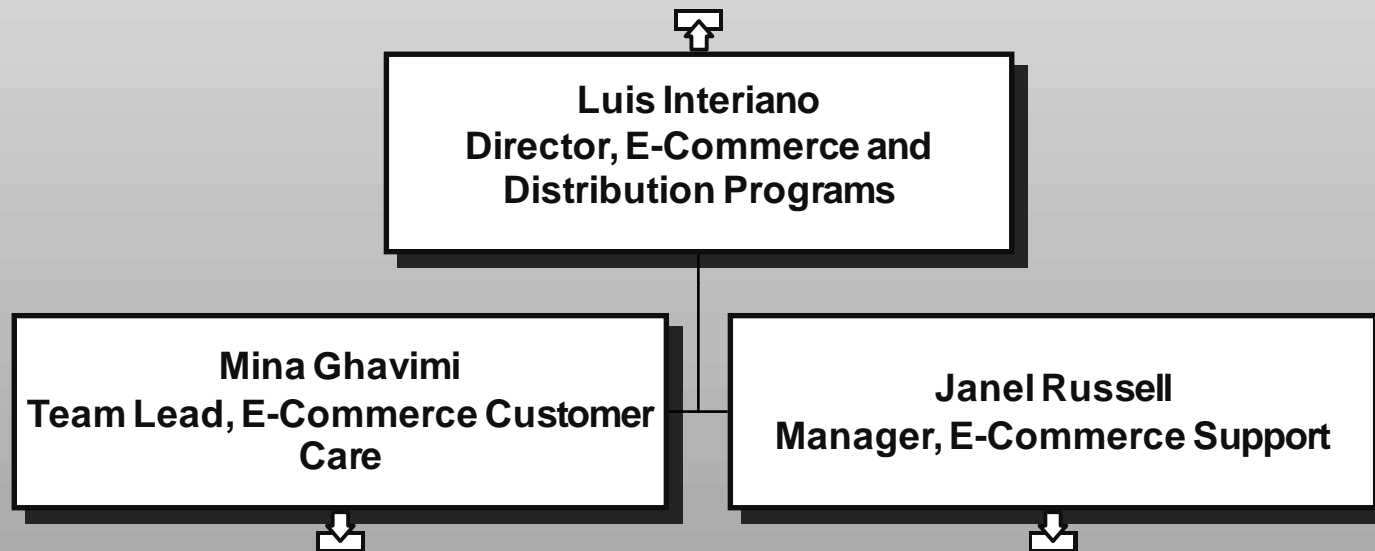 Luis Interiano
Director, E-Commerce and
Distribution Programs
Mina Ghavimi
Team Lead, E-Commerce Customer
Care
Janel Russell
Manager, E-Commerce Support